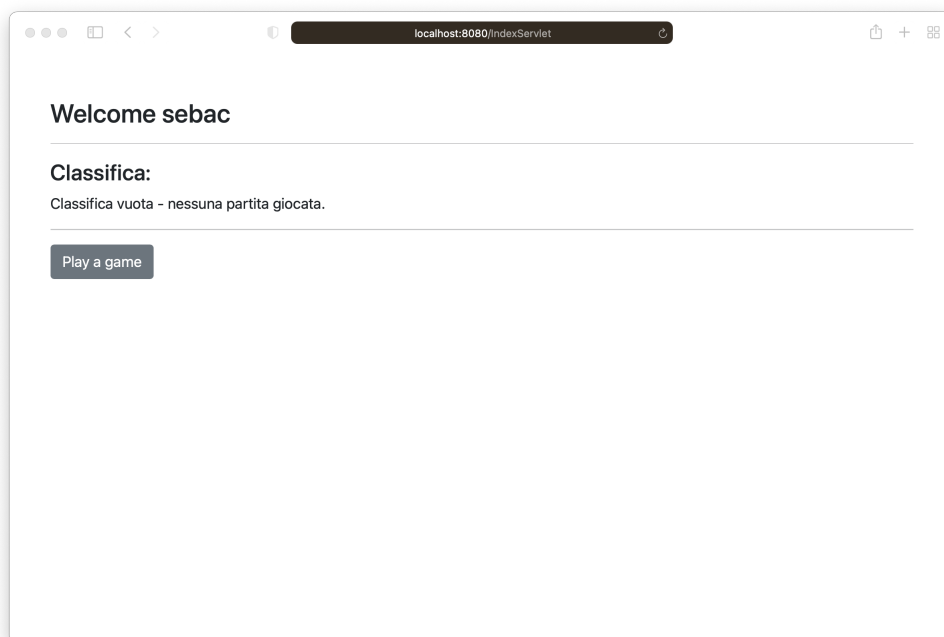 localhost:8080/IndexServlet
Welcome sebac
Classifica:
Classifica vuota - nessuna partita giocata.
Play a game